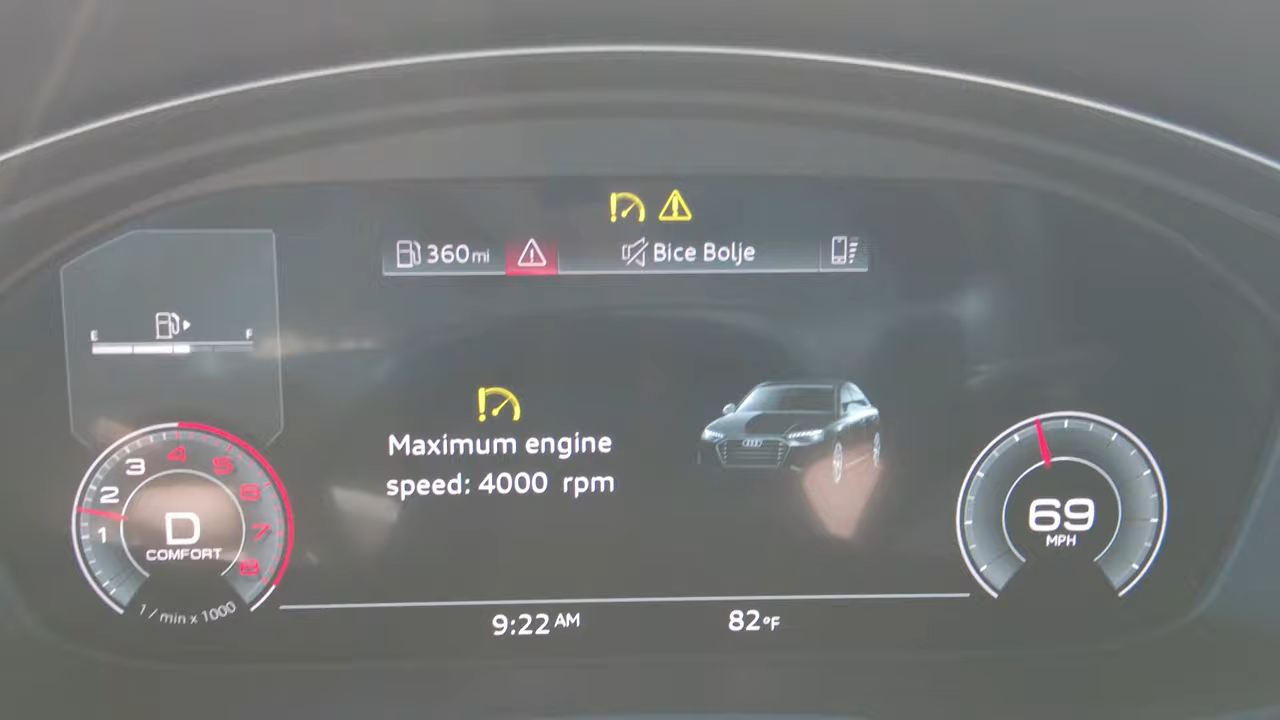 360 mi
Bice Bolje
E F
Maximum engine
speed: 4000 rpm
1 2 3 4 5 6 7 8
D
COMFORT
1 / min x 1000
69
MPH
9:22 AM
82°F